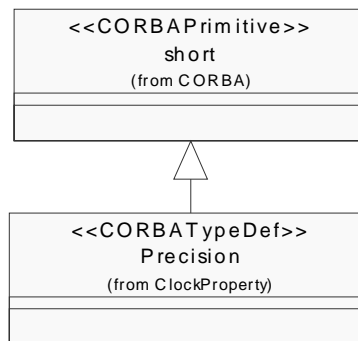 <<CORBAPrimitive>>
short
(from CORBA)
<<CORBATypeDef>>
Precision
(from ClockProperty)